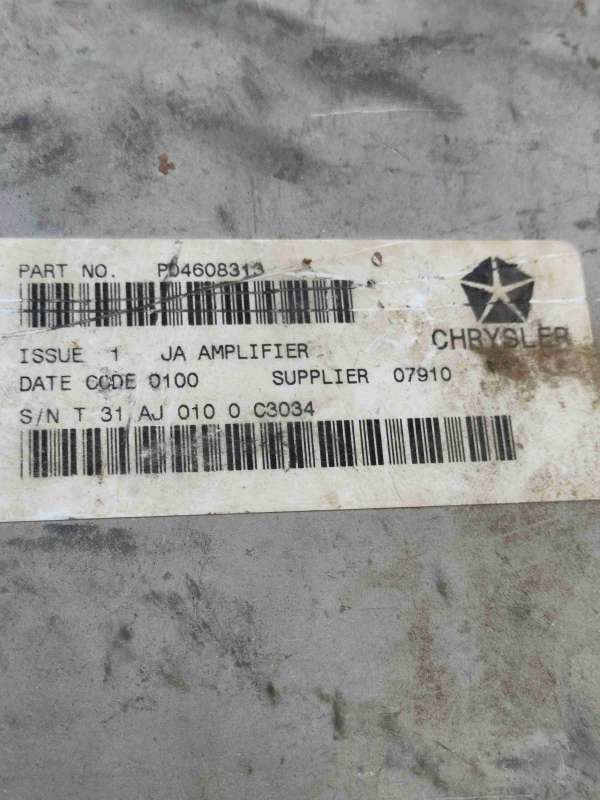 PART NO. P04608313
CHRYSLER
ISSUE 1 JA AMPLIFIER
DATE CODE 0100 SUPPLIER 07910
S/N T 31 AJ 010 0 C3034